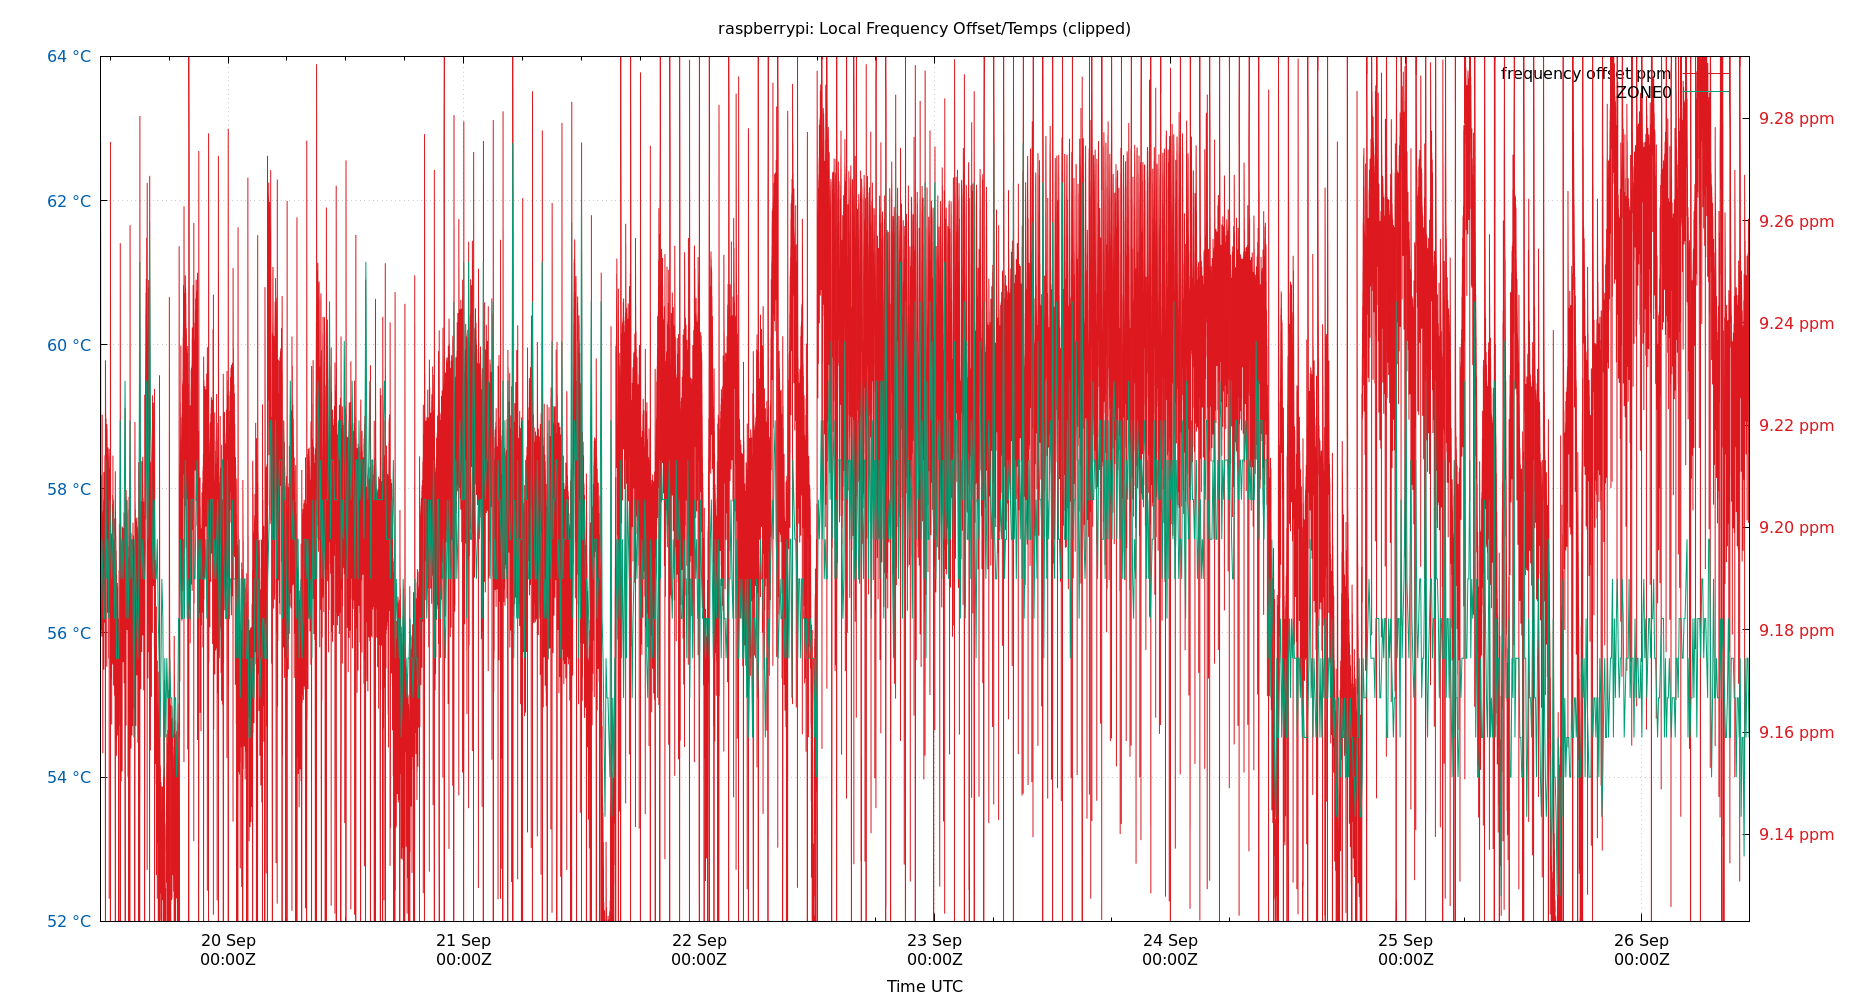 raspberrypi: Local Frequency Offset/Temps (clipped)
64 °C
62 °C
60 °C
58 °C
56 °C
54 °C
52 °C
frequency offset ppm
ZONE0
9.28 ppm
9.26 ppm
9.24 ppm
9.22 ppm
9.20 ppm
9.18 ppm
9.16 ppm
9.14 ppm
20 Sep 21 Sep 22 Sep 23 Sep 24 Sep 25 Sep 26 Sep
00:00Z 00:00Z 00:00Z 00:00Z 00:00Z 00:00Z 00:00Z
Time UTC